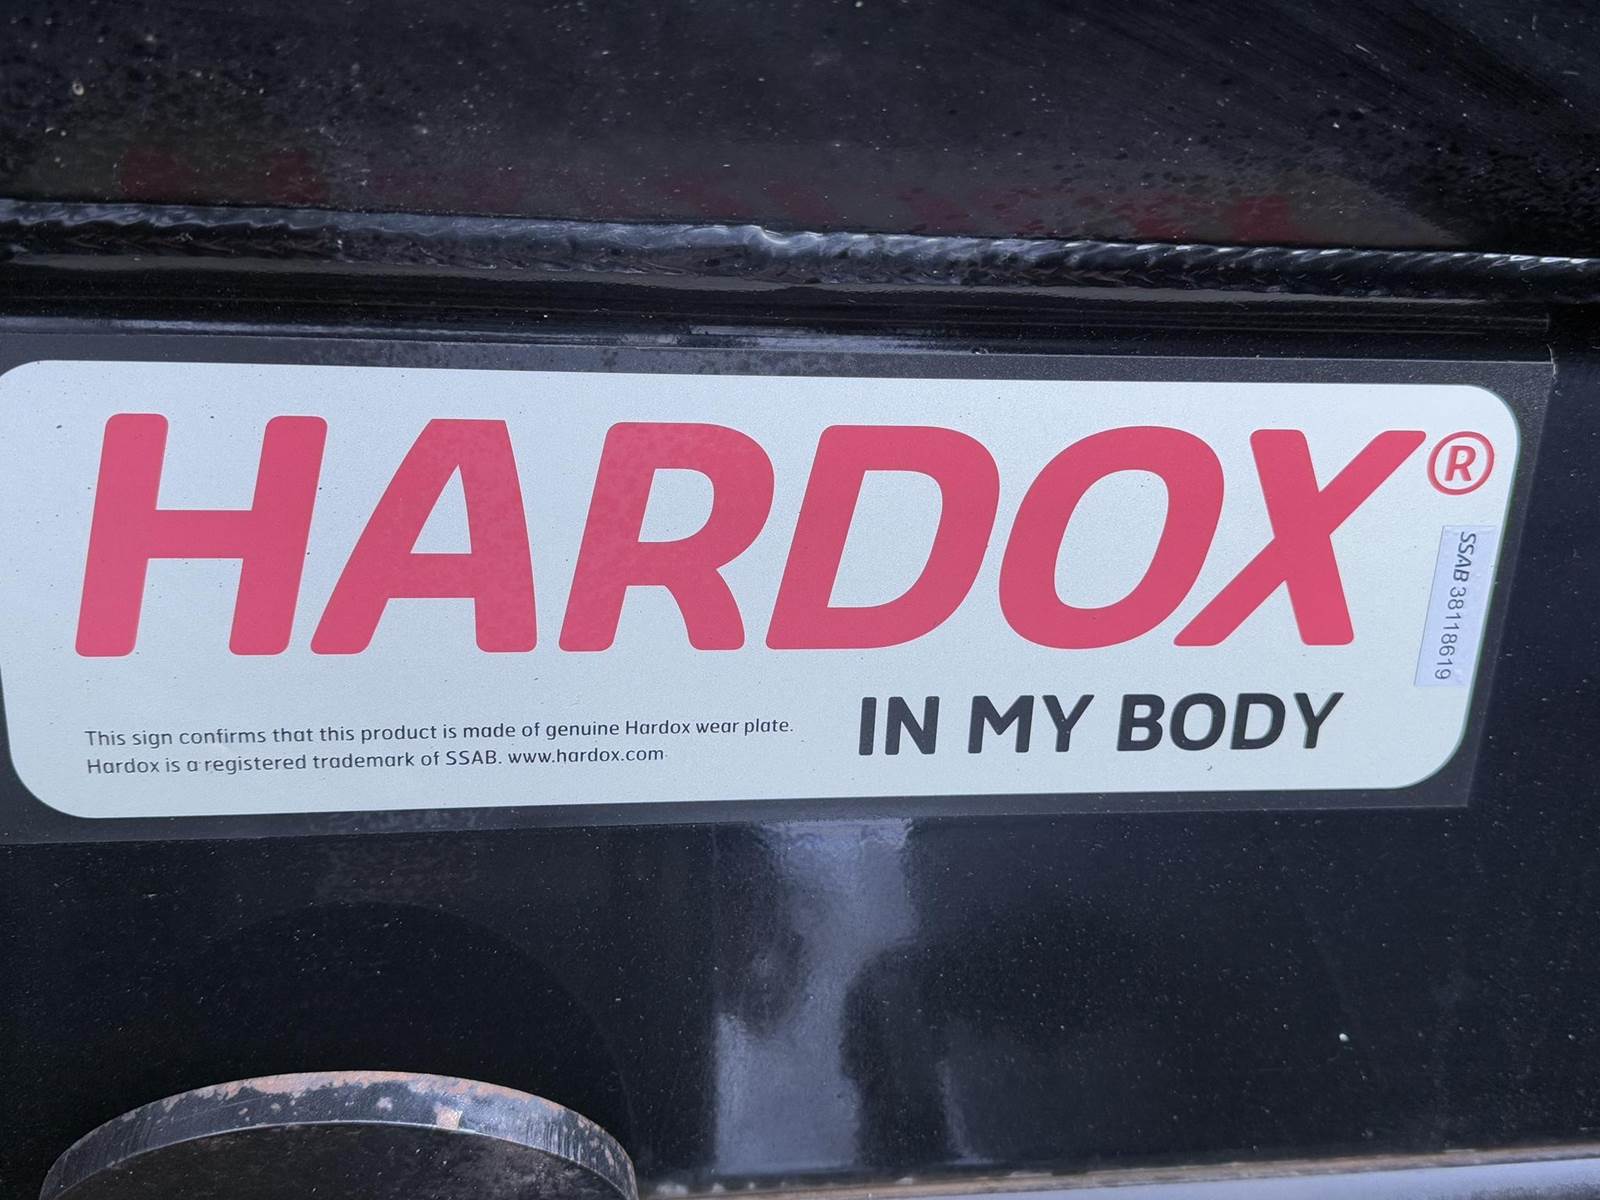 HARDOX®
IN MY BODY
This sign confirms that this product is made of genuine Hardox wear plate.
Hardox is a registered trademark of SSAB. www.hardox.com
SSAB 38118619